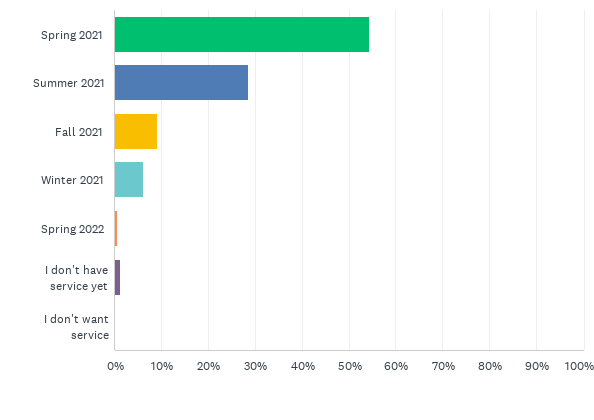 Spring 2021
Summer 2021
Fall 2021
Winter 2021
Spring 2022
I don't have
service yet
I don't want
service
0% 10% 20% 30% 40% 50% 60% 70% 80% 90% 100%